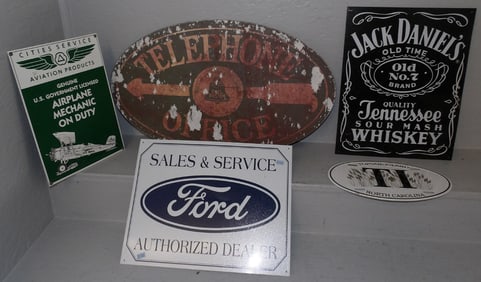 CITIES SERVICE
AVIATION PRODUCTS
GENUINE
U.S. GOVERNMENT LICENSED
AIRPLANE
MECHANIC
ON DUTY
TELEPHONE
OFFICE
JACK DANIEL'S
OLD TIME
Old
No. 7
BRAND
QUALITY
Tennessee
SOUR MASH
WHISKEY
SALES & SERVICE
Ford
AUTHORIZED DEALER
TI
NORTH CAROLINA